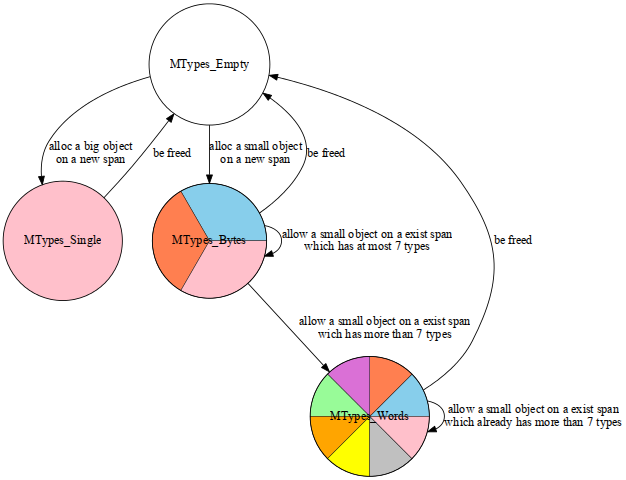 MTypes_Empty
alloc a big object
on a new span
be freed
alloc a small object
on a new span
be freed
MTypes_Single
MTypes_Bytes
allow a small object on a exist span
which has at most 7 types
be freed
allow a small object on a exist span
wich has more than 7 types
MTypes_Words
allow a small object on a exist span
which already has more than 7 types